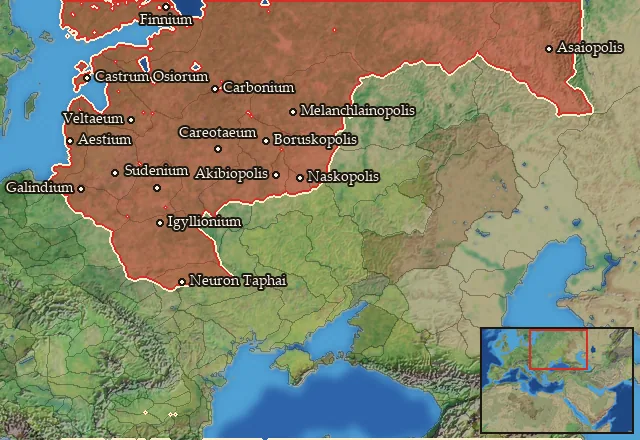 Finnium
Asaiopolis
Castrum Osiorum
Carbonium
Melanchlainopolis
Veltaeum
Careotaeum
Aestium
Boruskopolis
Sudenium
Akibiopolis
Naskopolis
Galindium
Igyllionium
Neuron Taphai